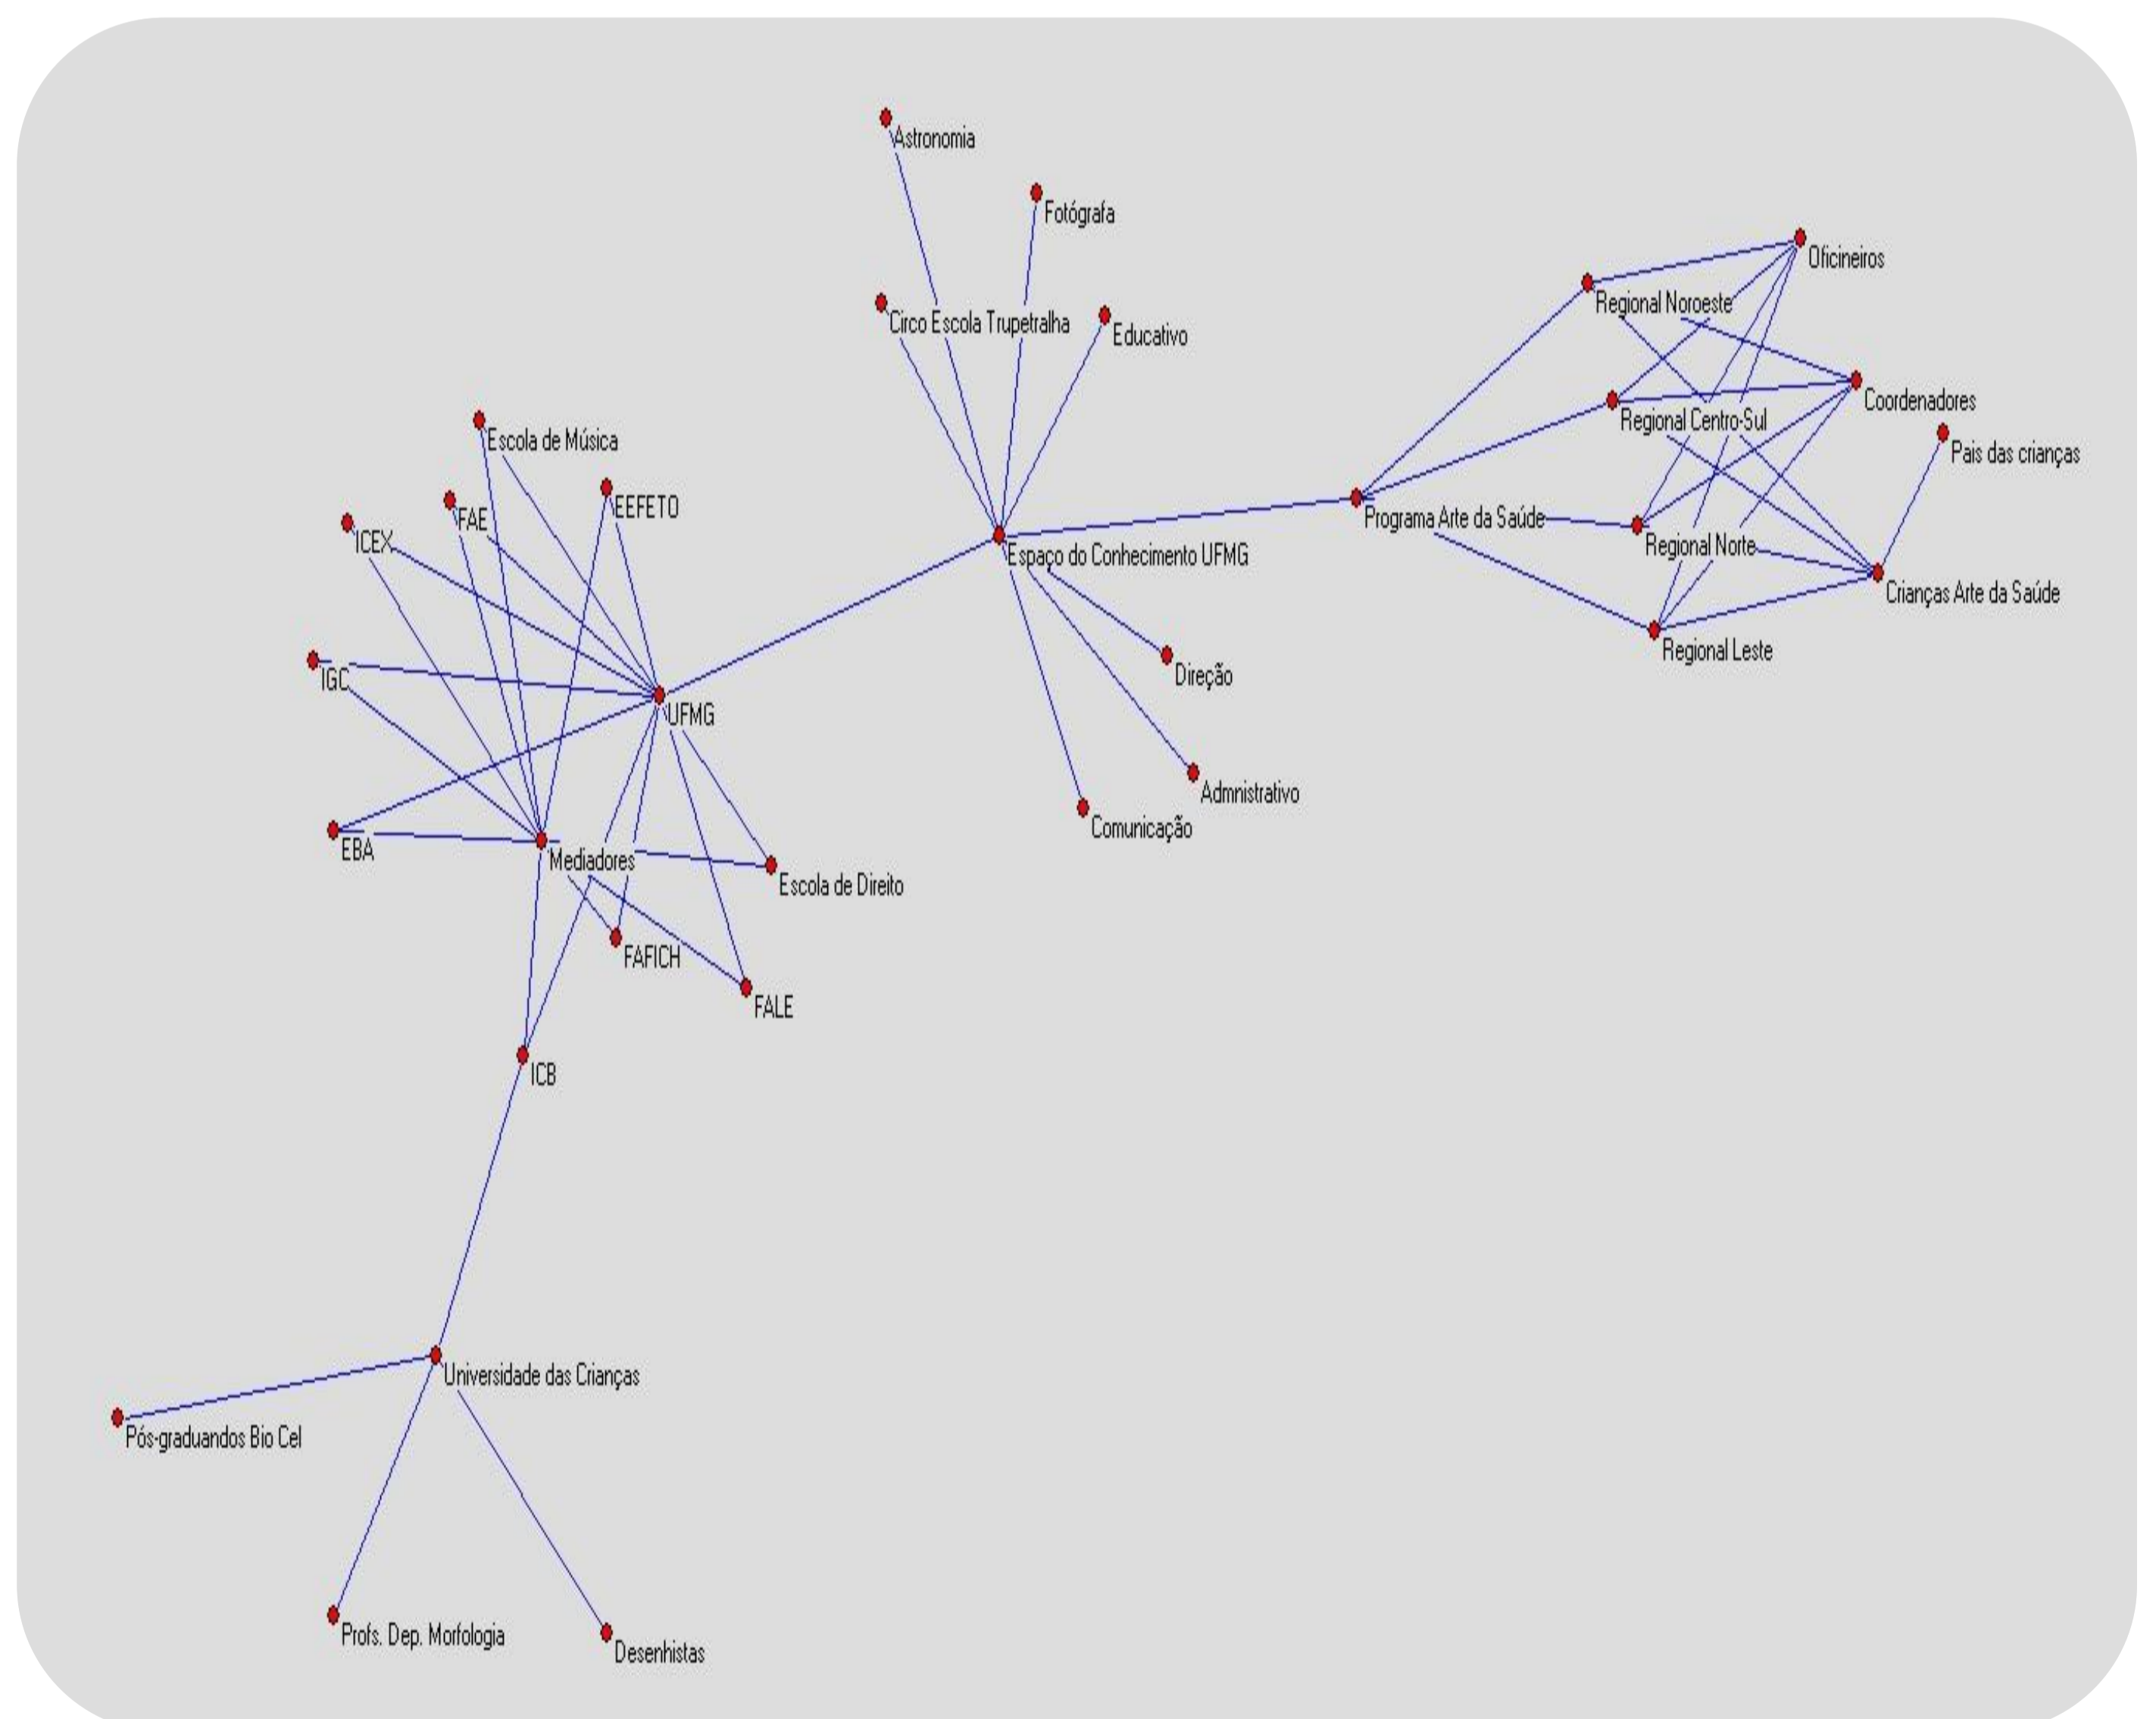 Astronomia
Fotógrafa
Oficineiros
Regional Noroeste
Circo Escola Trupetralha
Educativo
Coordenadores
Regional Centro-Sul
Escola de Música
Pais das crianças
EEFETO
FAE
Programa Arte da Saúde
ICEX
Regional Norte
Espaço do Conhecimento UFMG
Crianças Arte da Saúde
Regional Leste
Direção
IGC
UFMG
Admnistrativo
Comunicação
EBA
Mediadores
Escola de Direito
FAFICH
FALE
ICB
Universidade das Crianças
Pós-graduandos Bio Cel
Profs. Dep. Morfologia
Desenhistas